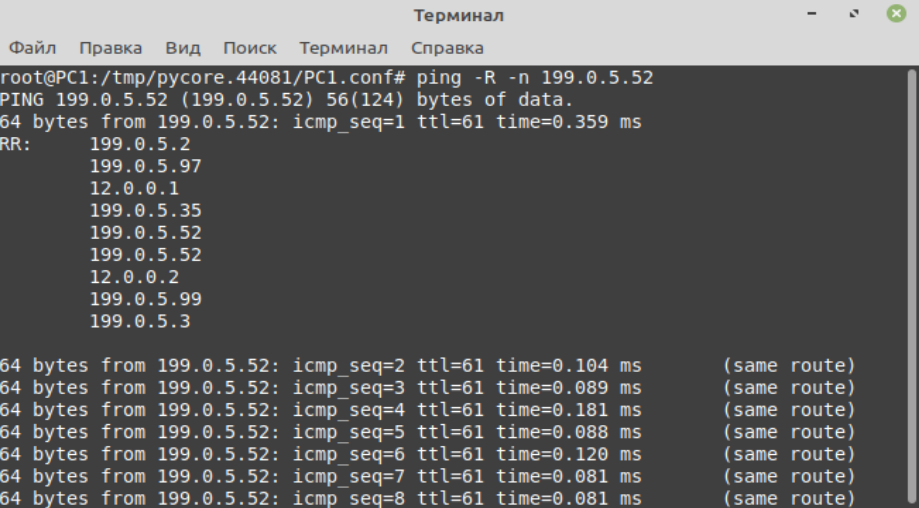 Терминал
Файл Правка Вид Поиск Терминал Справка
root@PC1:/tmp/pycore.44081/PC1.conf# ping -R -n 199.0.5.52
PING 199.0.5.52 (199.0.5.52) 56(124) bytes of data.
64 bytes from 199.0.5.52: icmp_seq=1 ttl=61 time=0.359 ms
RR: 199.0.5.2
199.0.5.97
12.0.0.1
199.0.5.35
199.0.5.52
199.0.5.52
12.0.0.2
199.0.5.99
199.0.5.3
64 bytes from 199.0.5.52: icmp_seq=2 ttl=61 time=0.104 ms (same route)
64 bytes from 199.0.5.52: icmp_seq=3 ttl=61 time=0.089 ms (same route)
64 bytes from 199.0.5.52: icmp_seq=4 ttl=61 time=0.181 ms (same route)
64 bytes from 199.0.5.52: icmp_seq=5 ttl=61 time=0.088 ms (same route)
64 bytes from 199.0.5.52: icmp_seq=6 ttl=61 time=0.120 ms (same route)
64 bytes from 199.0.5.52: icmp_seq=7 ttl=61 time=0.081 ms (same route)
64 bytes from 199.0.5.52: icmp_seq=8 ttl=61 time=0.081 ms (same route)